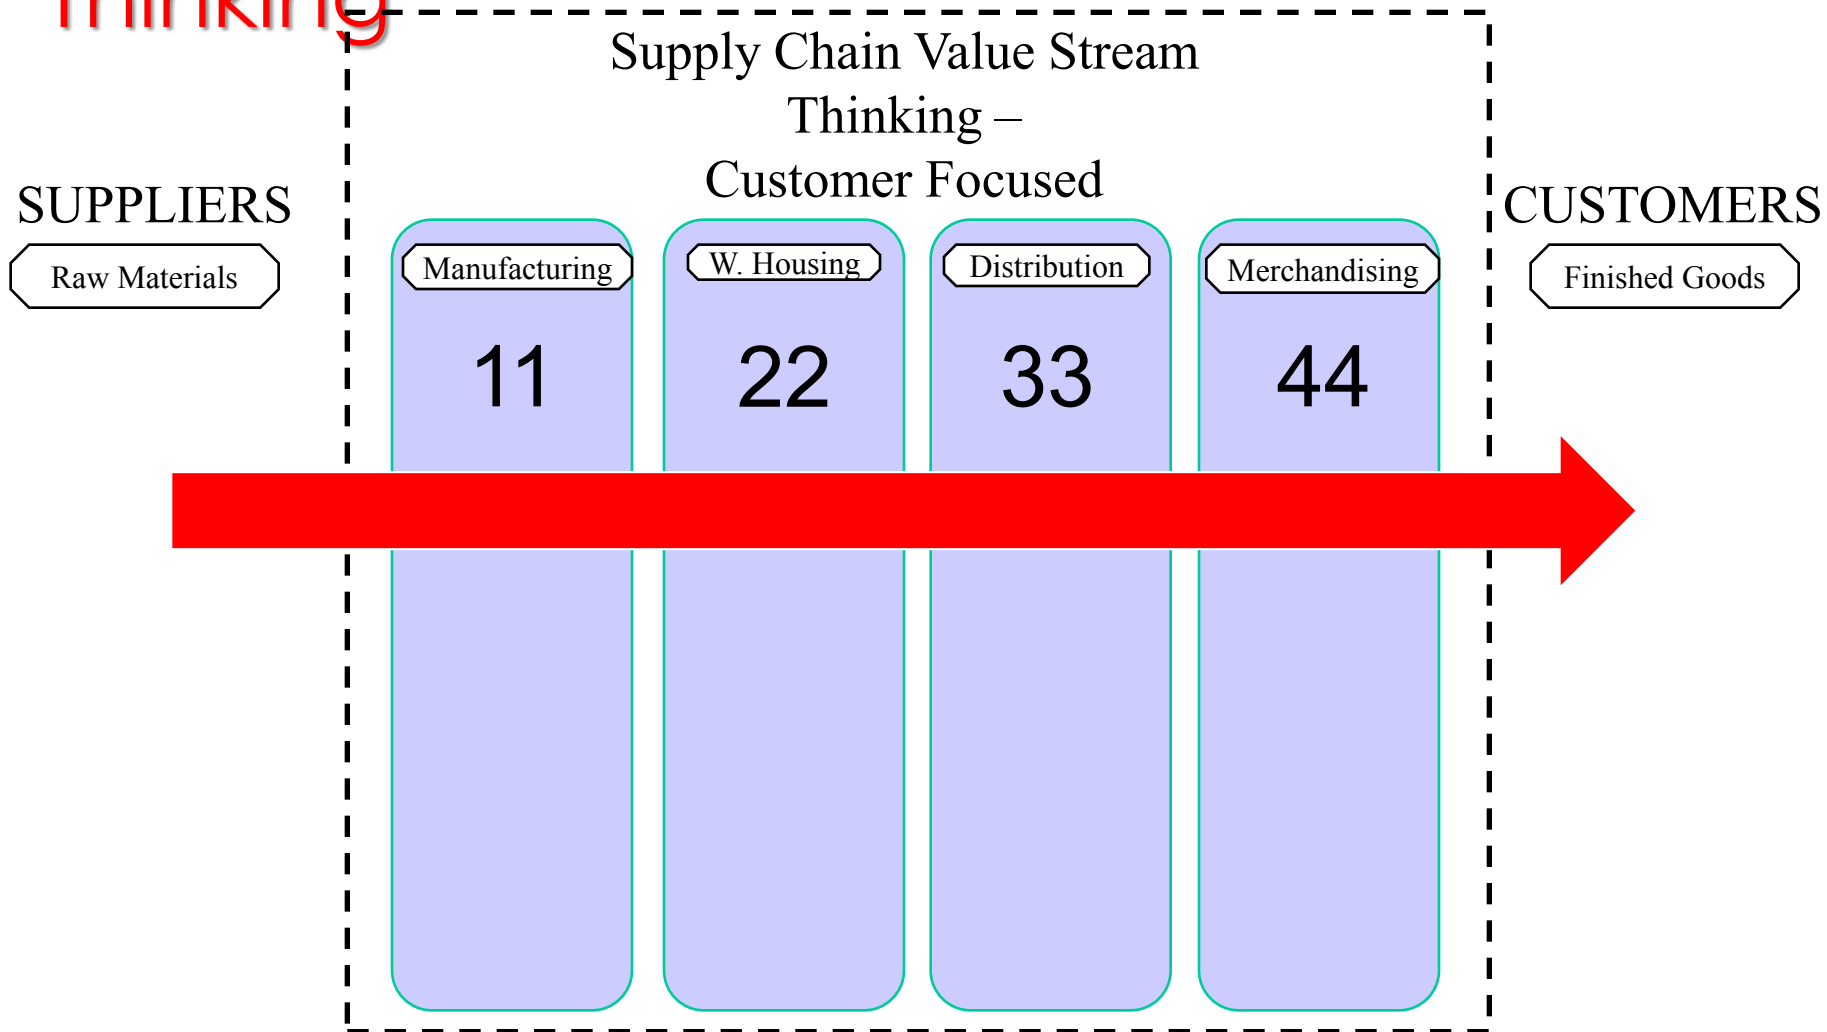 Thinking
Supply Chain Value Stream
Thinking –
Customer Focused
SUPPLIERS
Raw Materials
Manufacturing
W. Housing
Distribution
Merchandising
CUSTOMERS
Finished Goods
11
22
33
44